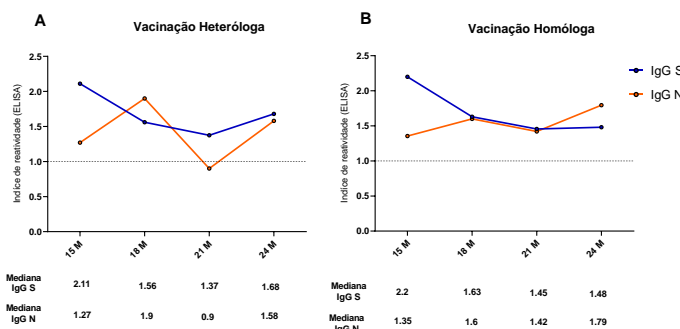 A
Vacinação Heteróloga
Indice de reatividade (ELISA)
2.5
2.0
1.5
1.0
0.5
0.0
15 M
18 M
21 M
24 M
Mediana
IgG S
2.11
1.56
1.37
1.68
Mediana
IgG N
1.27
1.9
0.9
1.58
B
Vacinação Homóloga
Indice de reatividade (ELISA)
2.5
2.0
1.5
1.0
0.5
0.0
15 M
18 M
21 M
24 M
IgG S
IgG N
Mediana
IgG S
2.2
1.63
1.45
1.48
Mediana
IgG N
1.35
1.6
1.42
1.79